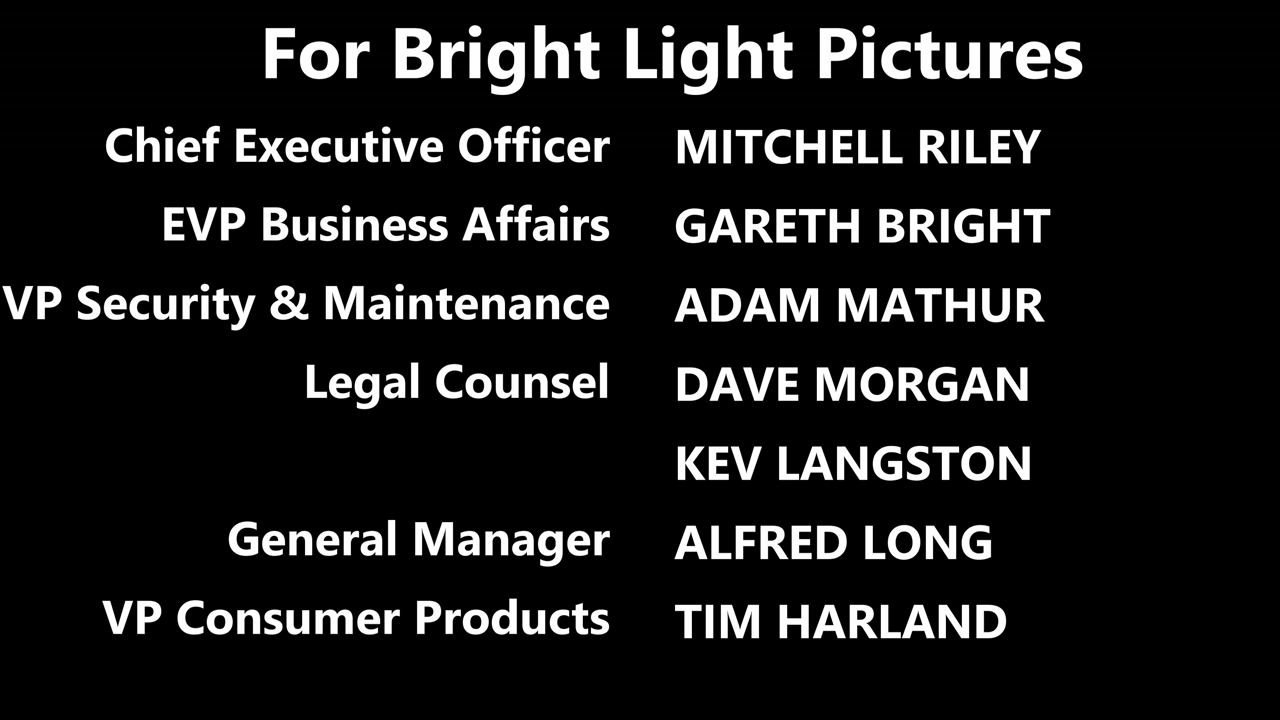 For Bright Light Pictures
Chief Executive Officer MITCHELL RILEY
EVP Business Affairs GARETH BRIGHT
VP Security & Maintenance ADAM MATHUR
Legal Counsel DAVE MORGAN
KEV LANGSTON
General Manager ALFRED LONG
VP Consumer Products TIM HARLAND